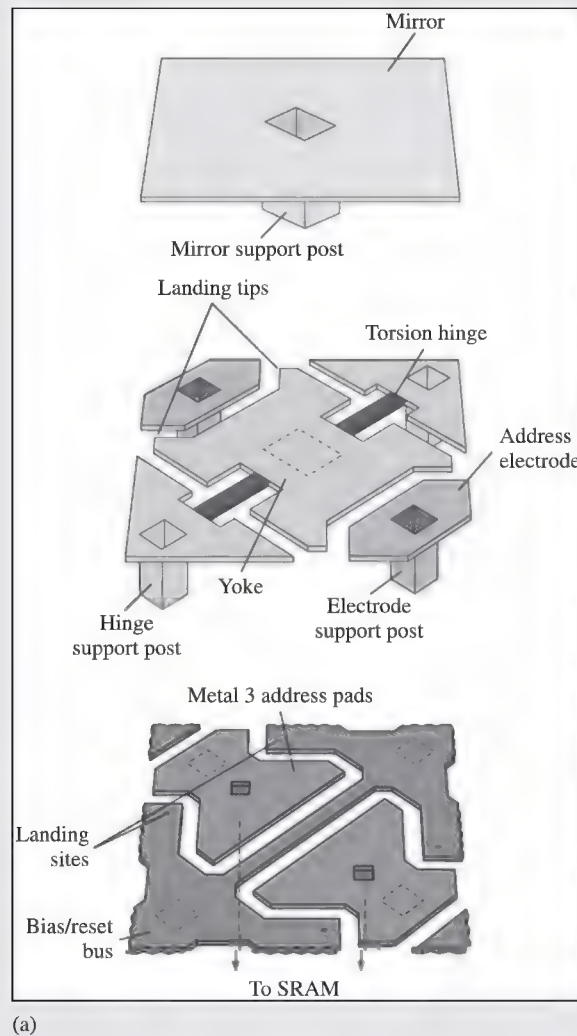 Mirror
Mirror support post
Landing tips
Torsion hinge
Address
electrode
Yoke
Hinge
support post
Electrode
support post
Metal 3 address pads
Landing
sites
Bias/reset
bus
To SRAM
(a)